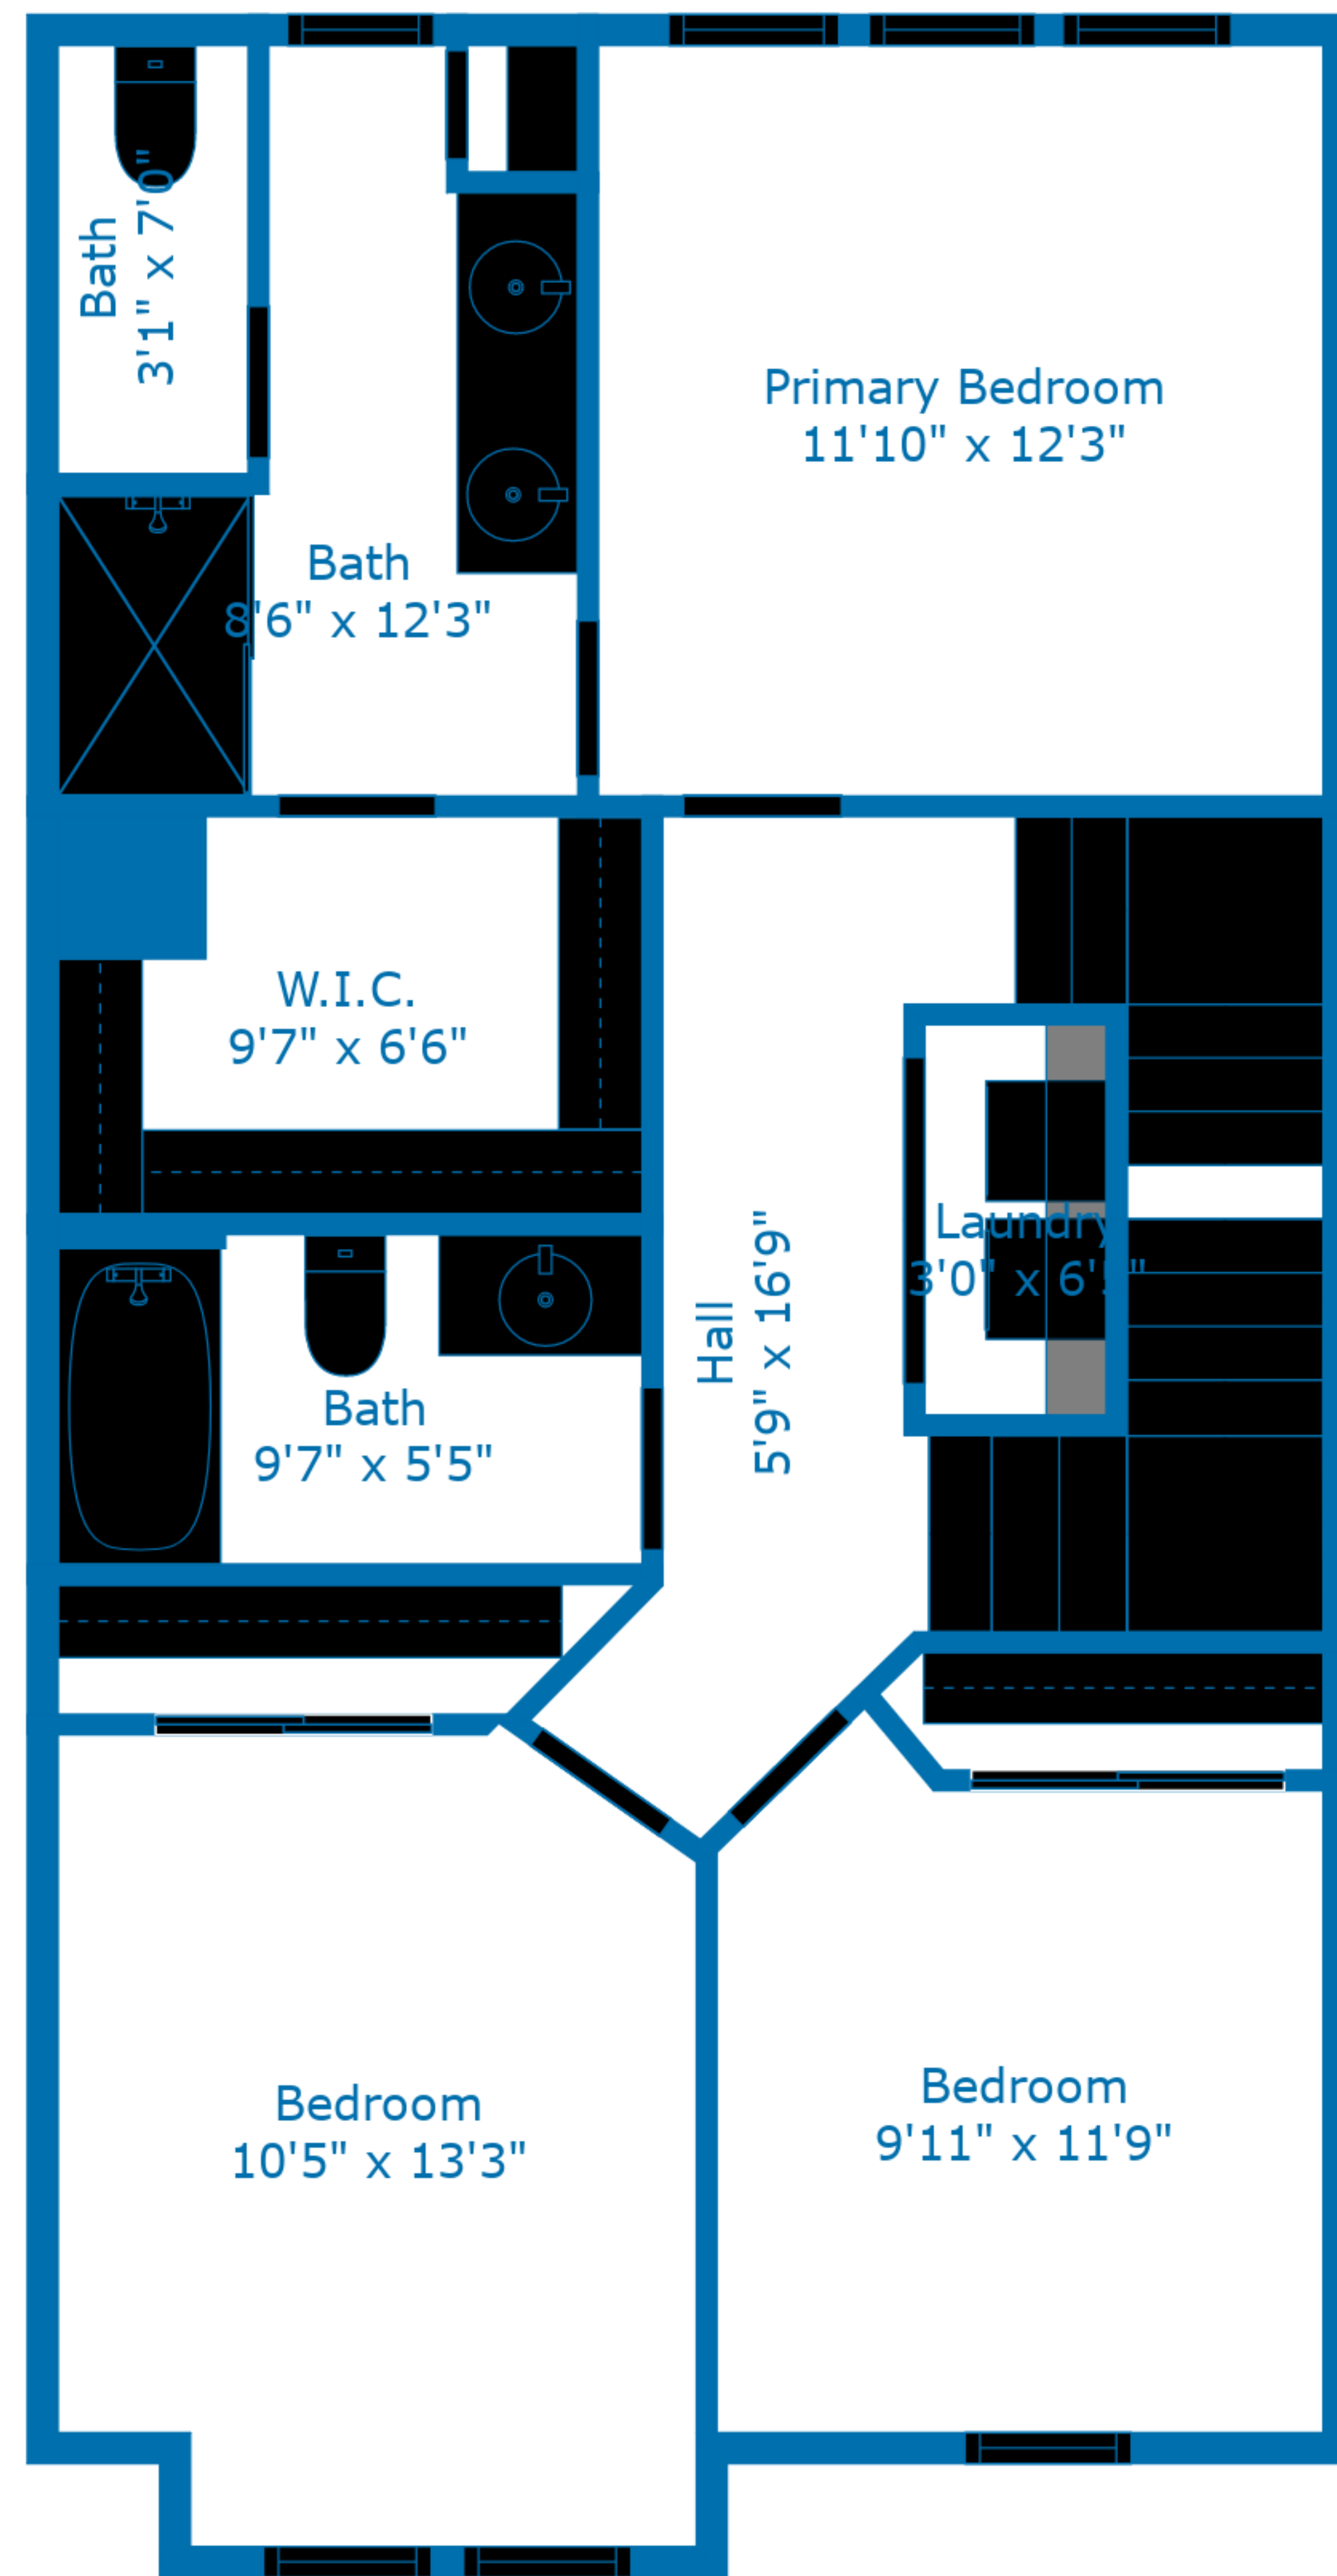 Bath
3'1" x 7'0"
Primary Bedroom
11'10" x 12'3"
Bath
8'6" x 12'3"
W.I.C.
9'7" x 6'6"
Laundry
3'0" x
Hall
5'9" x 16'9"
Bath
9'7" x 5'5"
Bedroom
10'5" x 13'3"
Bedroom
9'11" x 11'9"